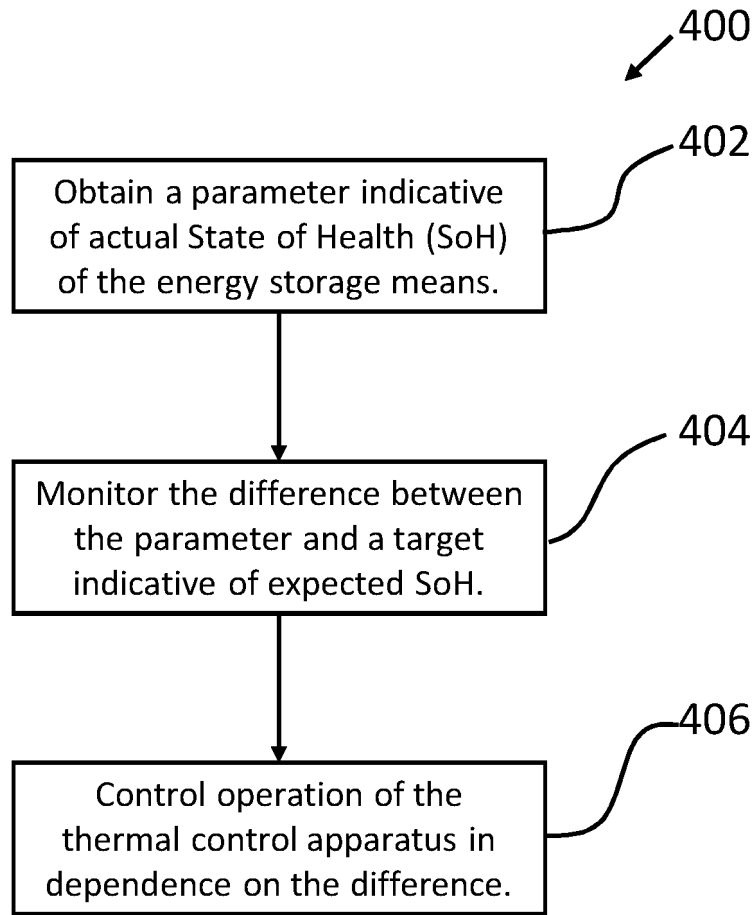 400
402
Obtain a parameter indicative
of actual State of Health (SoH)
of the energy storage means.
404
Monitor the difference between
the parameter and a target
indicative of expected SoH.
406
Control operation of the
thermal control apparatus in
dependence on the difference.